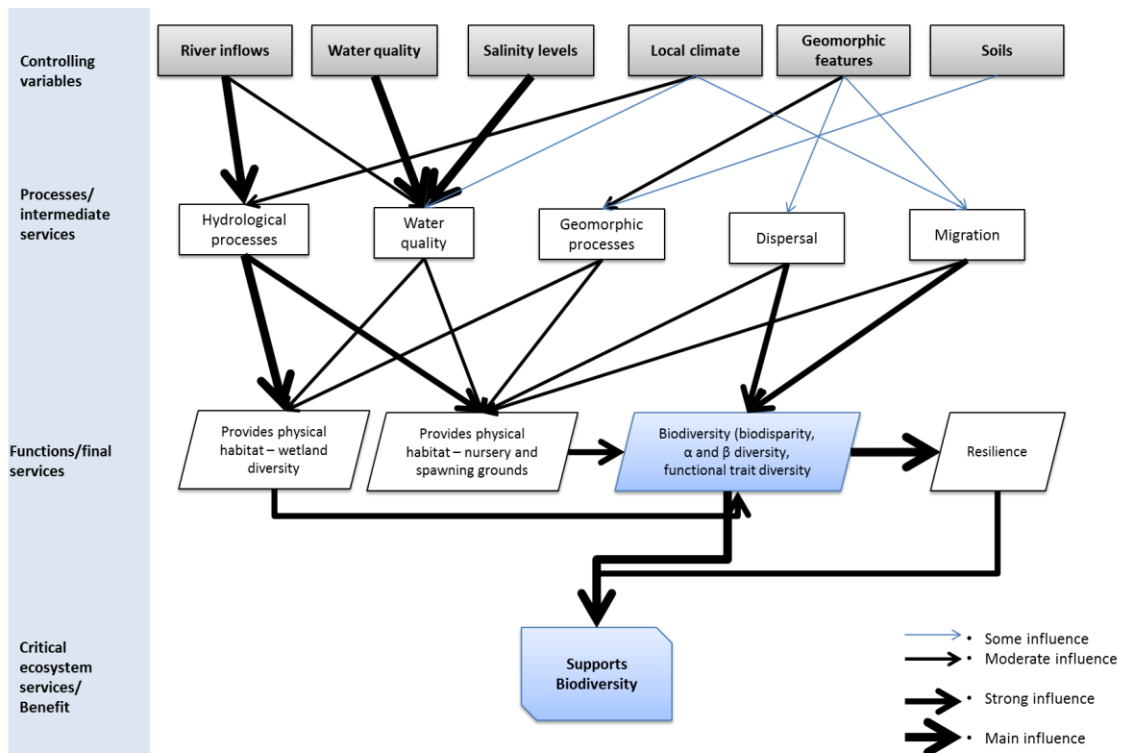 Controlling
variables
River inflows
Water quality
Salinity levels
Local climate
Geomorphic
features
Soils
Processes/
intermediate
services
Hydrological
processes
Water
quality
Geomorphic
processes
Dispersal
Migration
Functions/final
services
Provides physical
habitat – wetland
diversity
Provides physical
habitat – nursery and
spawning grounds
Biodiversity (biodisparity,
α and β diversity,
functional trait diversity
Resilience
Critical
ecosystem
services/
Benefit
Supports
Biodiversity
• Some influence
• Moderate influence
• Strong influence
• Main influence